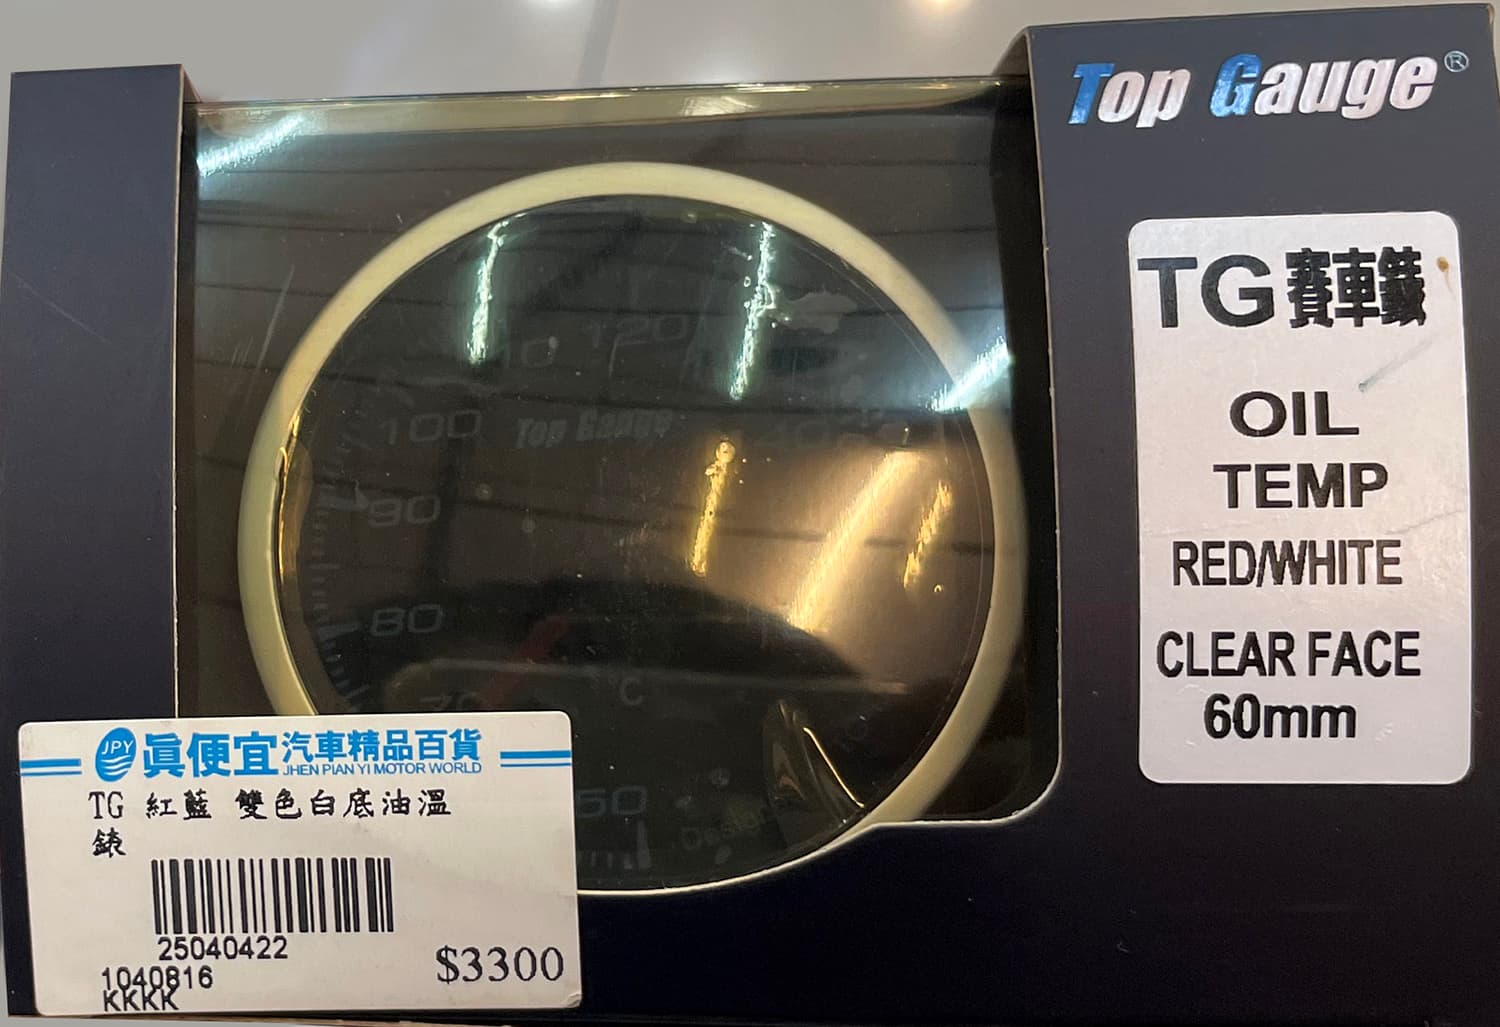 Top Gauge®
TG賽車錶
OIL
TEMP
RED/WHITE
CLEAR FACE
60mm
120
100
Top Gauge
90
80
°C
JPY
眞便宜汽車精品百貨
JHEN PIAN YI MOTOR WORLD
TG 紅藍 雙色白底油溫
錶
25040422
1040816
KKKK
$3300